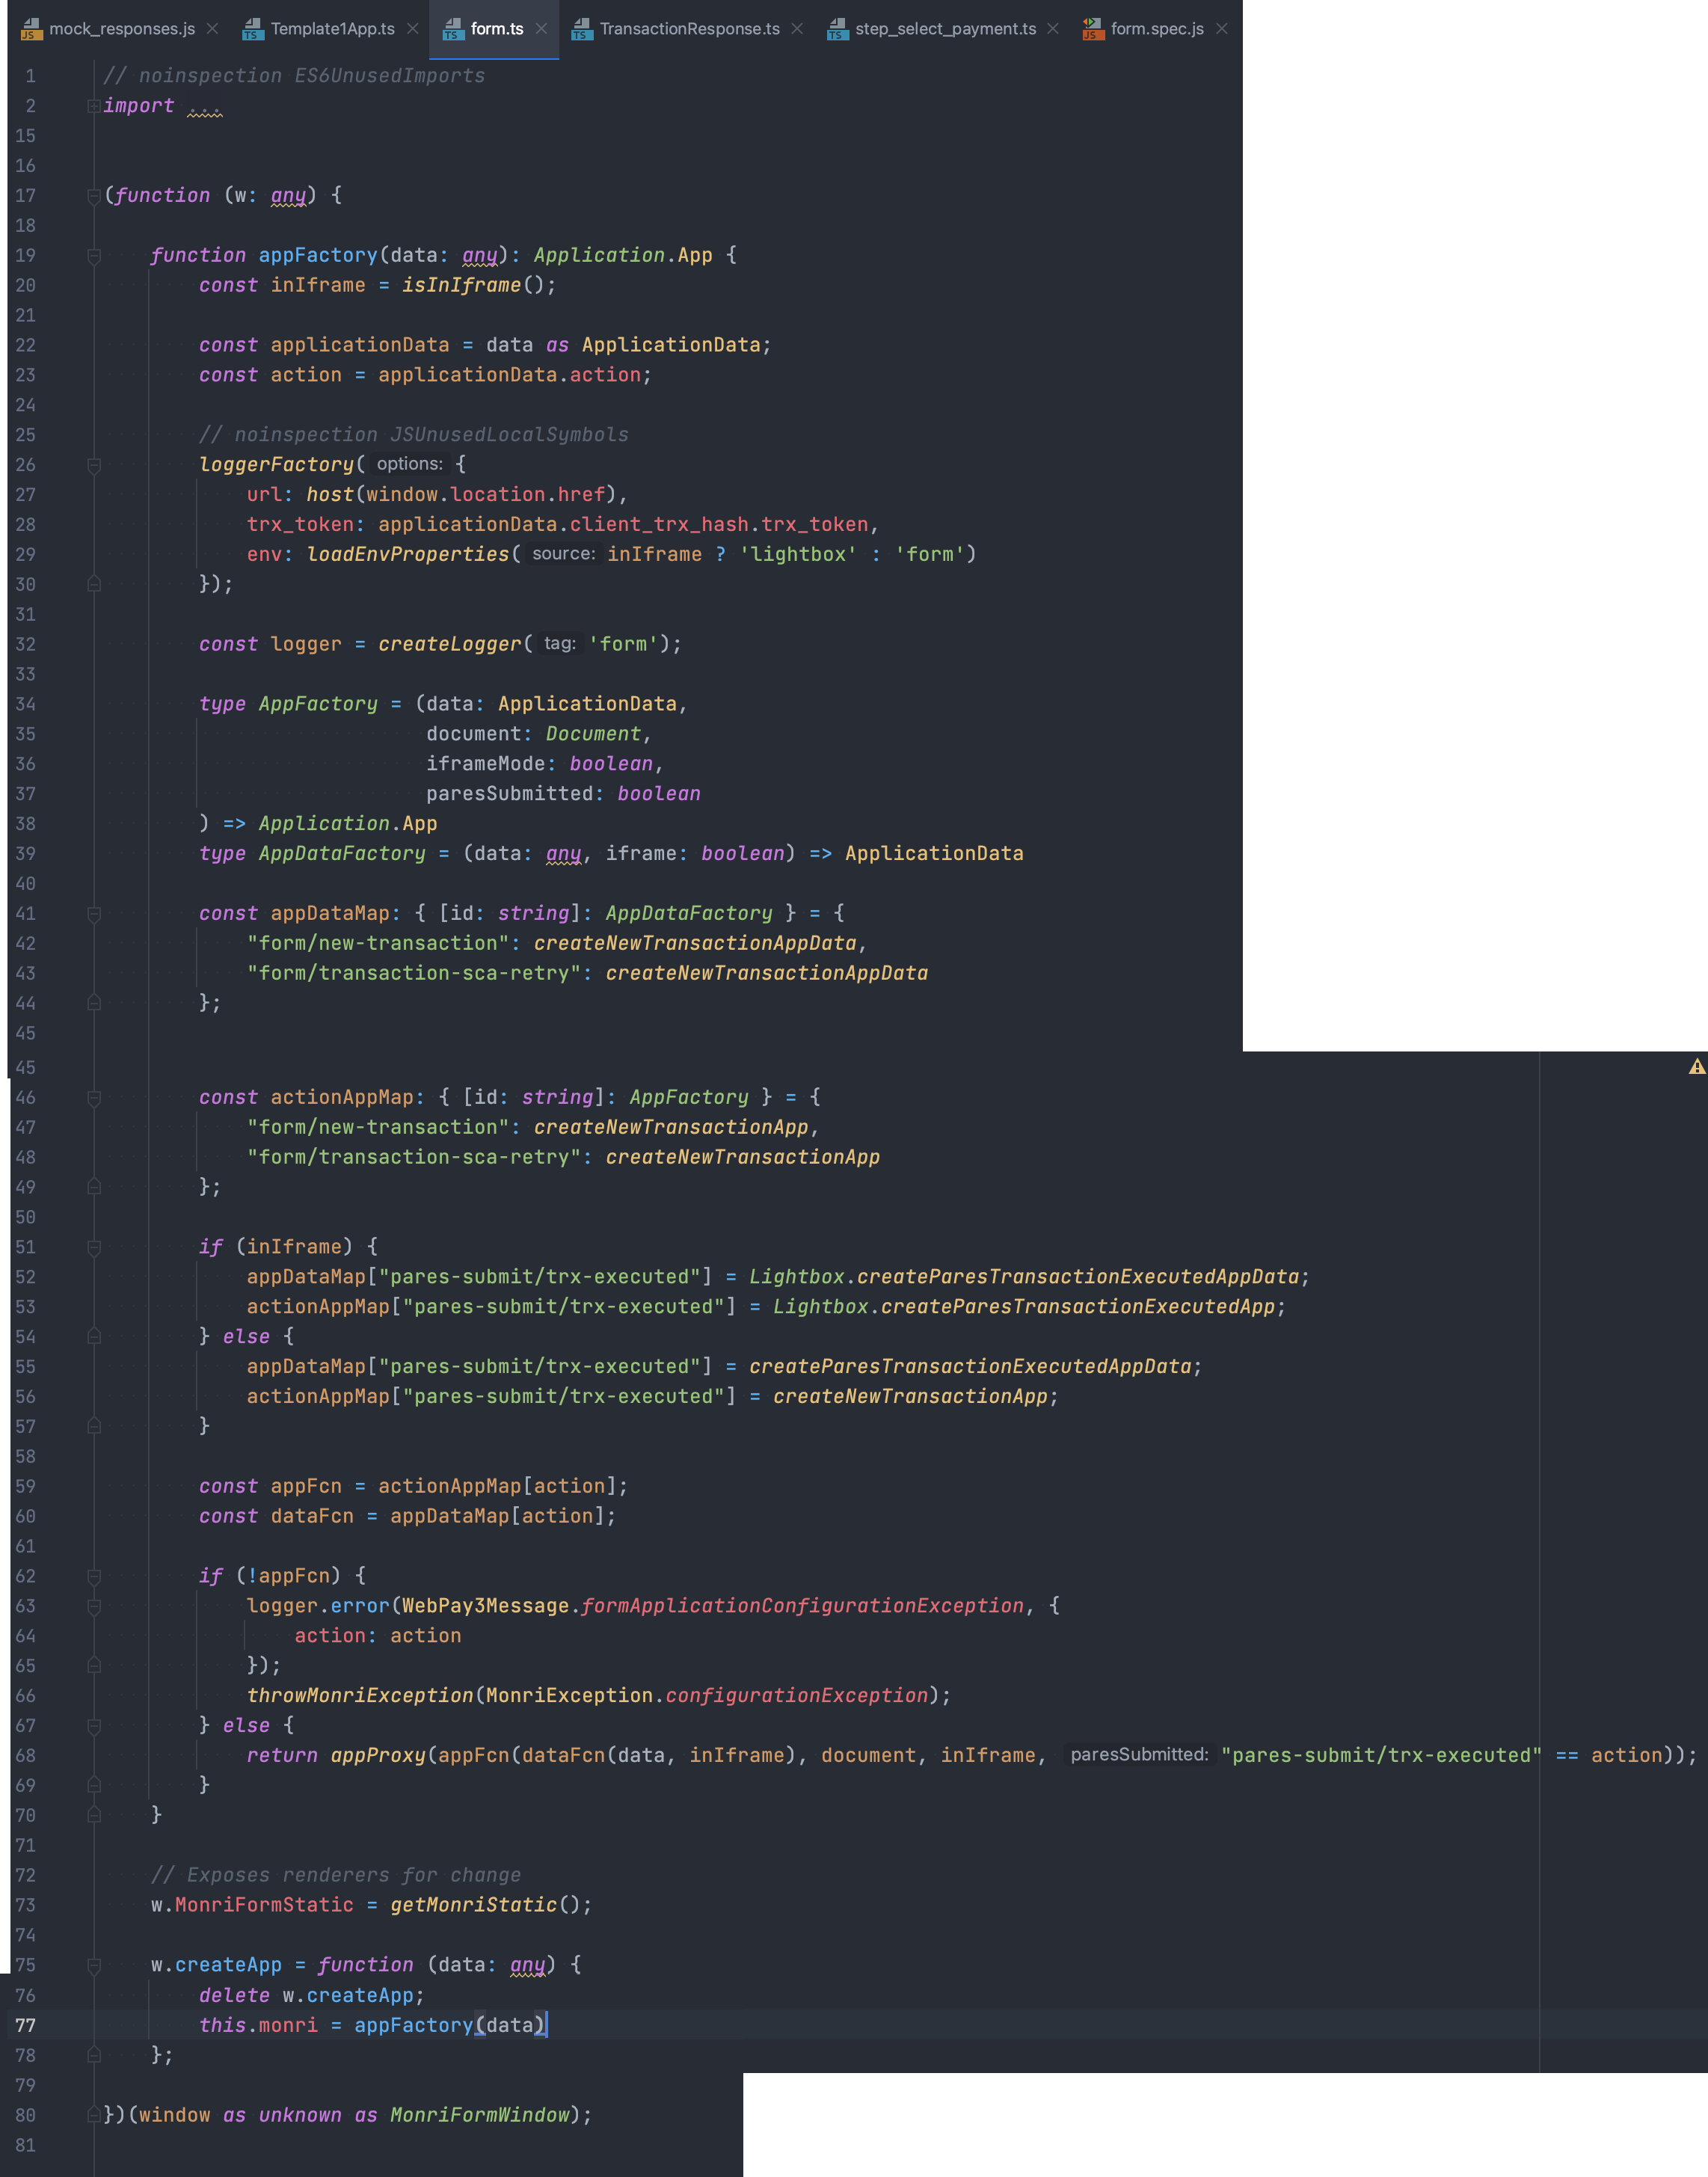 mock_responses.js Template1App.ts form.ts TransactionResponse.ts step_select_payment.ts form.spec.js
1 // noinspection ES6UnusedImports
2 import ...
15
16
17 (function (w: any) {
18
19 function appFactory(data: any): Application.App {
20 const inIframe = isInIframe();
21
22 const applicationData = data as ApplicationData;
23 const action = applicationData.action;
24
25 // noinspection JSUnusedLocalSymbols
26 loggerFactory( options: {
27 url: host(window.location.href),
28 trx_token: applicationData.client_trx_hash.trx_token,
29 env: loadEnvProperties( source: inIframe ? 'lightbox' : 'form')
30 });
31
32 const logger = createLogger( tag: 'form');
33
34 type AppFactory = (data: ApplicationData,
35 document: Document,
36 iframeMode: boolean,
37 paresSubmitted: boolean
38 ) => Application.App
39 type AppDataFactory = (data: any, iframe: boolean) => ApplicationData
40
41 const appDataMap: { [id: string]: AppDataFactory } = {
42 "form/new-transaction": createNewTransactionAppData,
43 "form/transaction-sca-retry": createNewTransactionAppData
44 };
45
45
46 const actionAppMap: { [id: string]: AppFactory } = {
47 "form/new-transaction": createNewTransactionApp,
48 "form/transaction-sca-retry": createNewTransactionApp
49 };
50
51 if (inIframe) {
52 appDataMap["pares-submit/trx-executed"] = Lightbox.createParesTransactionExecutedAppData;
53 actionAppMap["pares-submit/trx-executed"] = Lightbox.createParesTransactionExecutedApp;
54 } else {
55 appDataMap["pares-submit/trx-executed"] = createParesTransactionExecutedAppData;
56 actionAppMap["pares-submit/trx-executed"] = createNewTransactionApp;
57 }
58
59 const appFcn = actionAppMap[action];
60 const dataFcn = appDataMap[action];
61
62 if (!appFcn) {
63 logger.error(WebPay3Message.formApplicationConfigurationException, {
64 action: action
65 });
66 throwMonriException(MonriException.configurationException);
67 } else {
68 return appProxy(appFcn(dataFcn(data, inIframe), document, inIframe, paresSubmitted: "pares-submit/trx-executed" == action));
69 }
70 }
71
72 // Exposes renderers for change
73 w.MonriFormStatic = getMonriStatic();
74
75 w.createApp = function (data: any) {
76 delete w.createApp;
77 this.monri = appFactory(data)
78 };
79
80 })(window as unknown as MonriFormWindow);
81